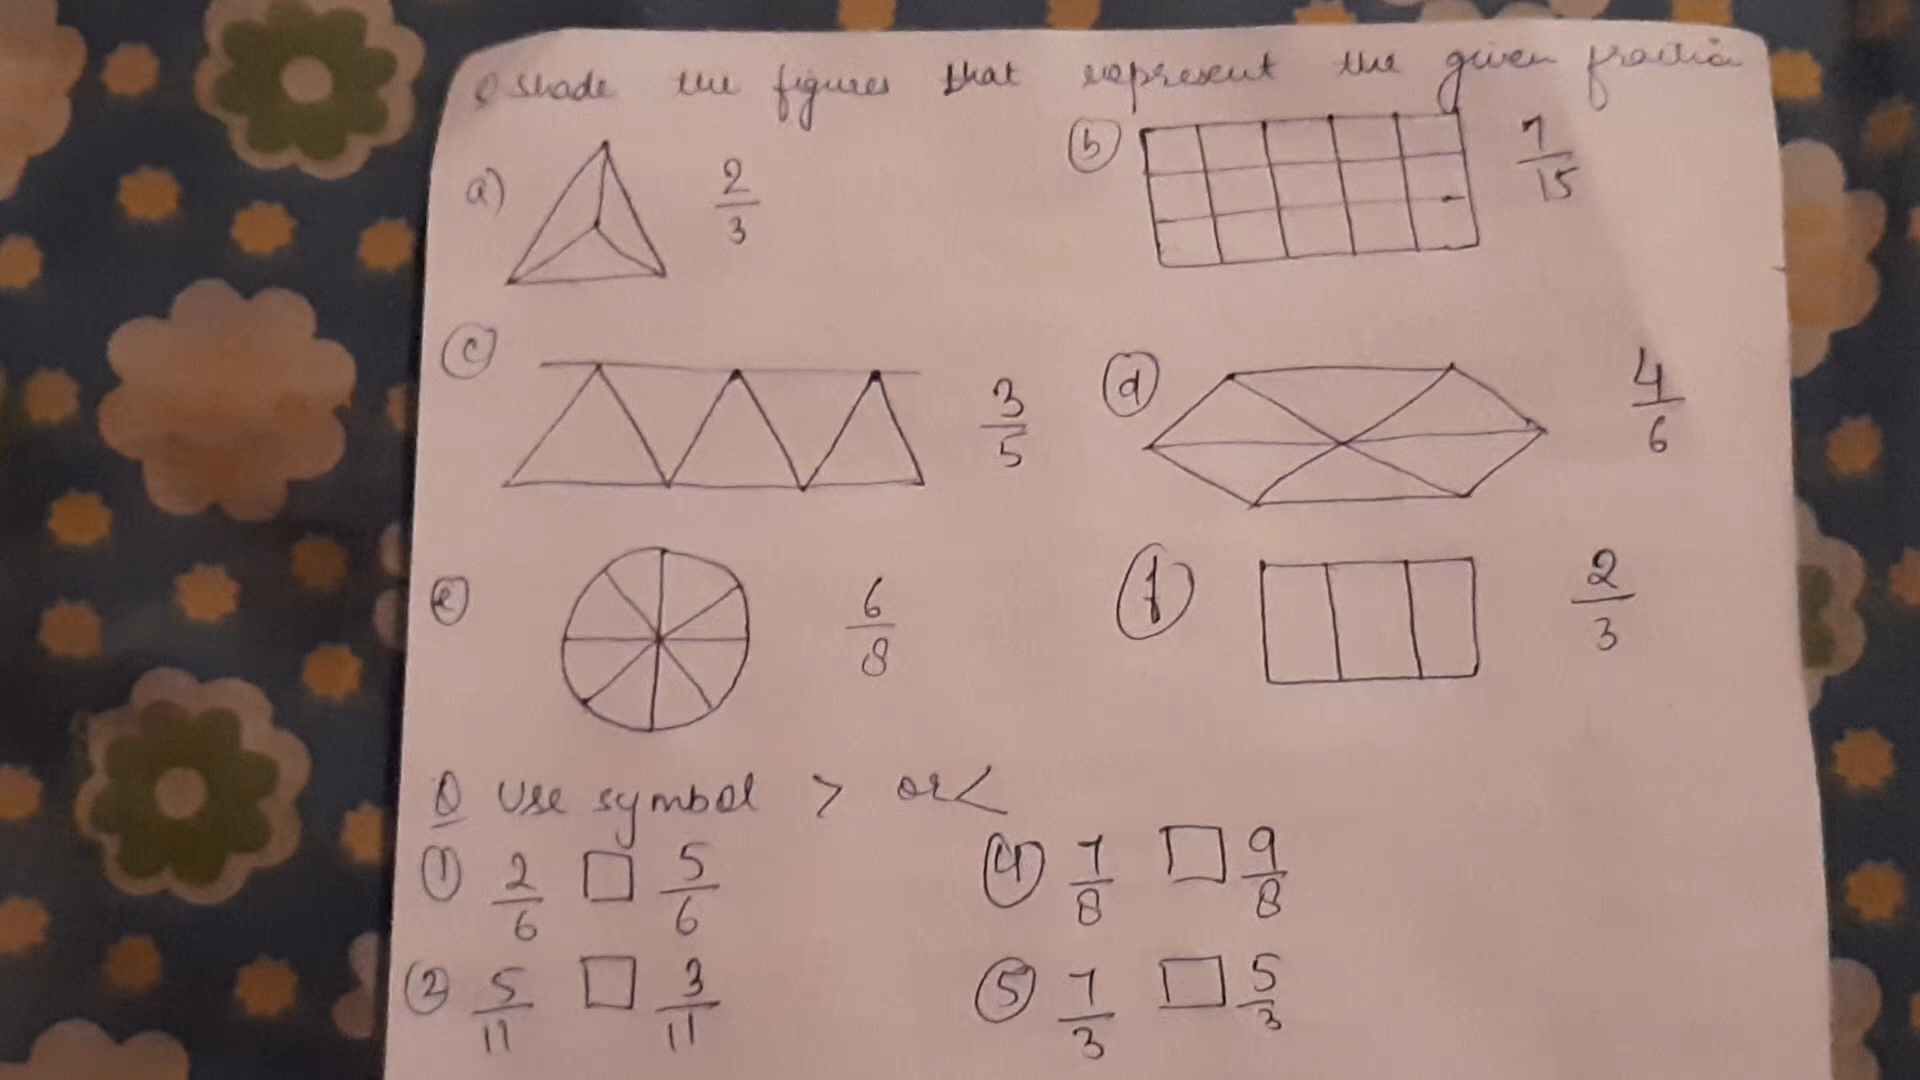 Q Shade the figures that represent the given fraction
a) 2/3
b 7/15
c 3/5
d 4/6
e 6/8
f 2/3
Q Use symbol > or <
1 2/6 □ 5/6
4 7/8 □ 9/8
2 5/11 □ 3/11
5 7/3 □ 5/3